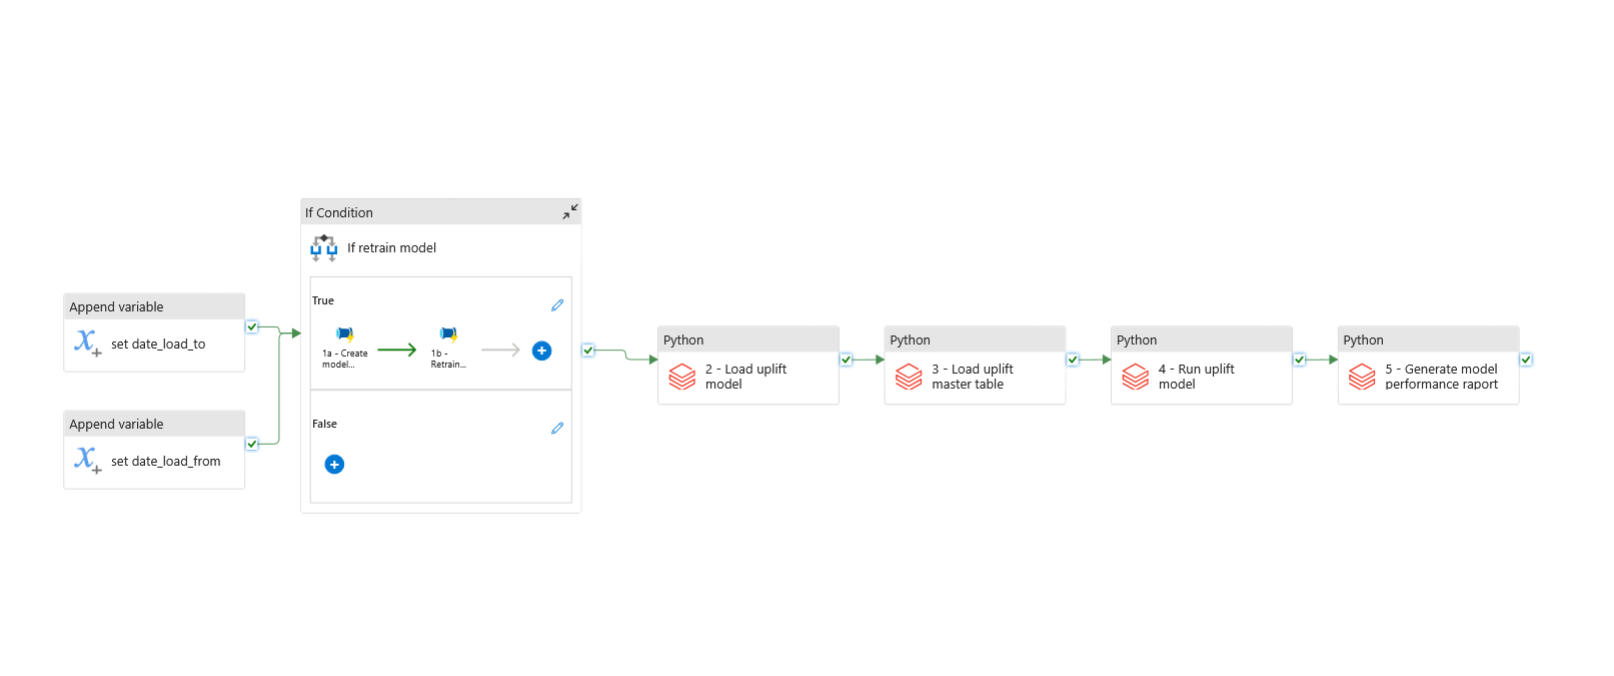 Append variable
set date_load_to
Append variable
set date_load_from
If Condition
If retrain model
True
1a - Create
model...
1b -
Retrain...
False
Python
2 - Load uplift
model
Python
3 - Load uplift
master table
Python
4 - Run uplift
model
Python
5 - Generate model
performance raport